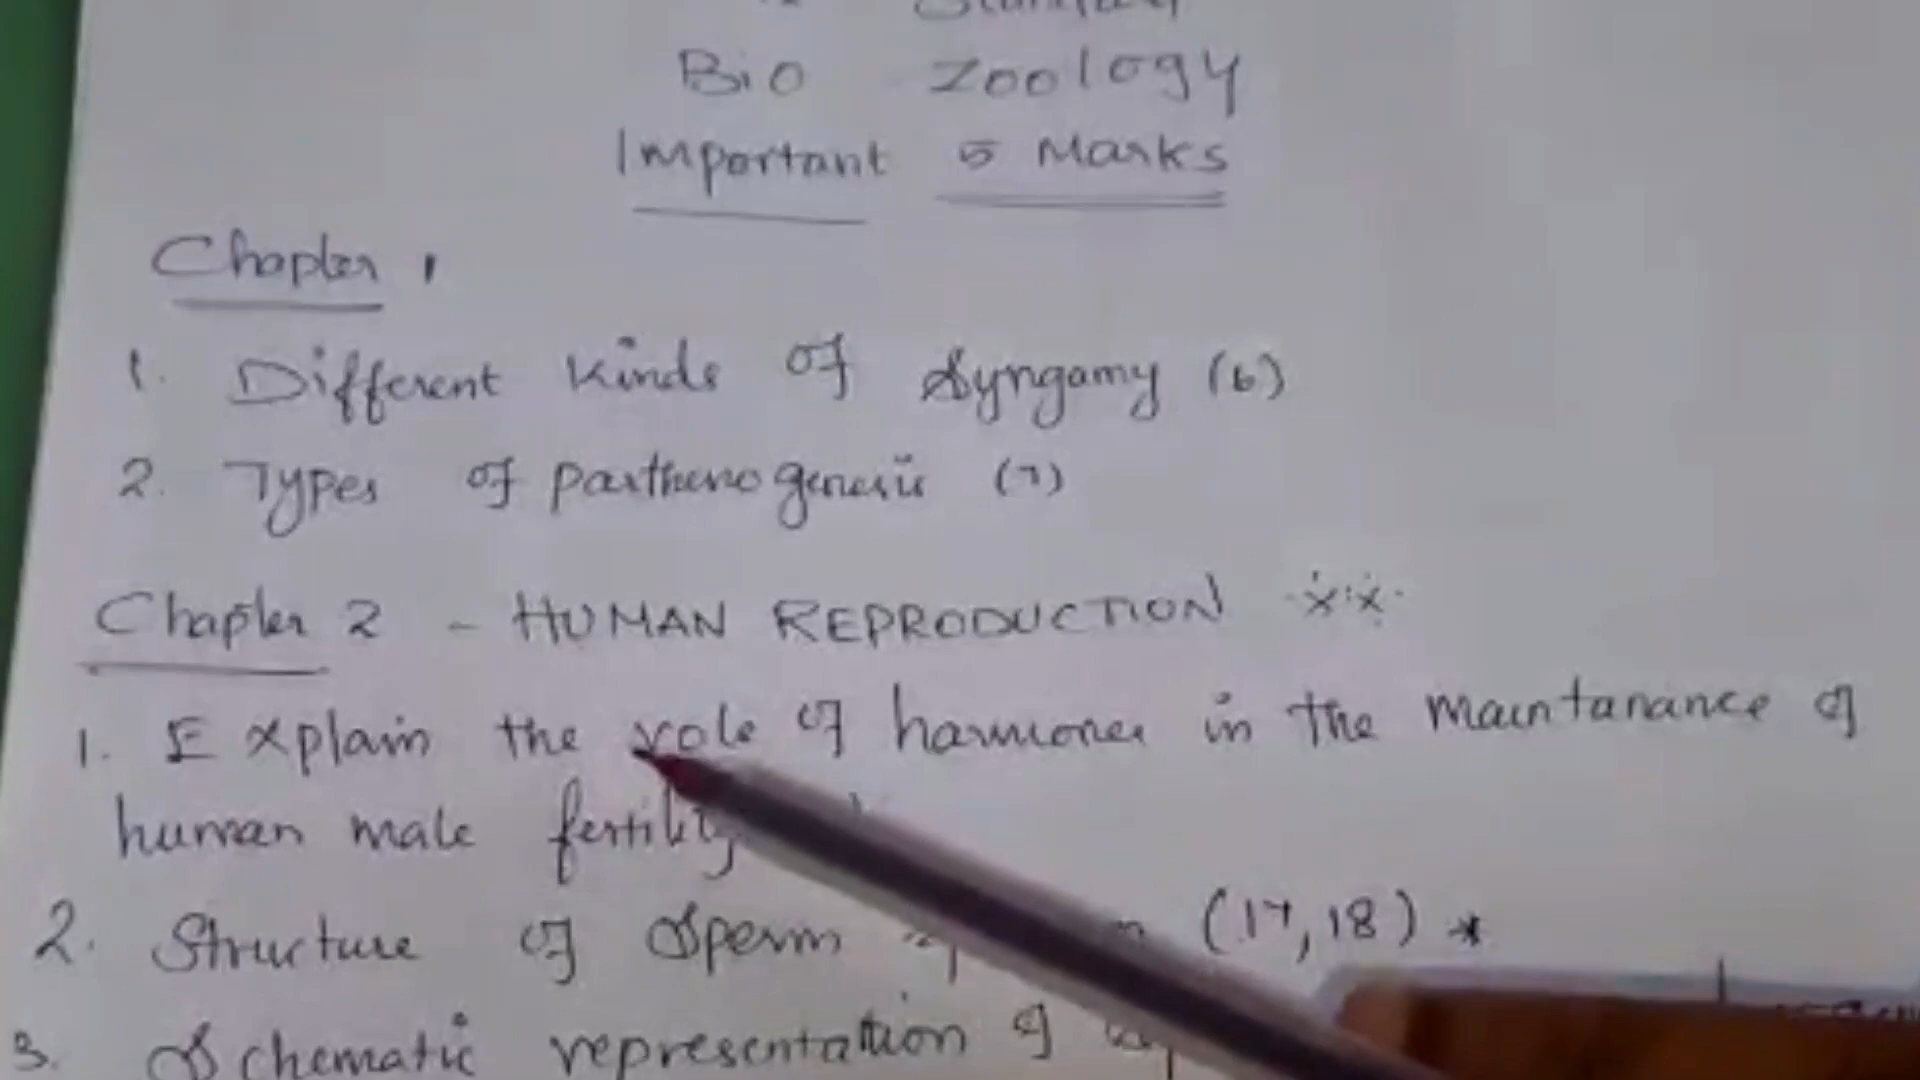 Bio Zoology
Important 5 Marks
Chapter 1
1. Different Kinds of Syngamy (6)
2. Types of parthenogenesis (7)
Chapter 2 - HUMAN REPRODUCTION
1. Explain the role of harmones in the maintanance of
human male fertility
2. Structure of Sperm (17,18) *
3. Schematic representation of